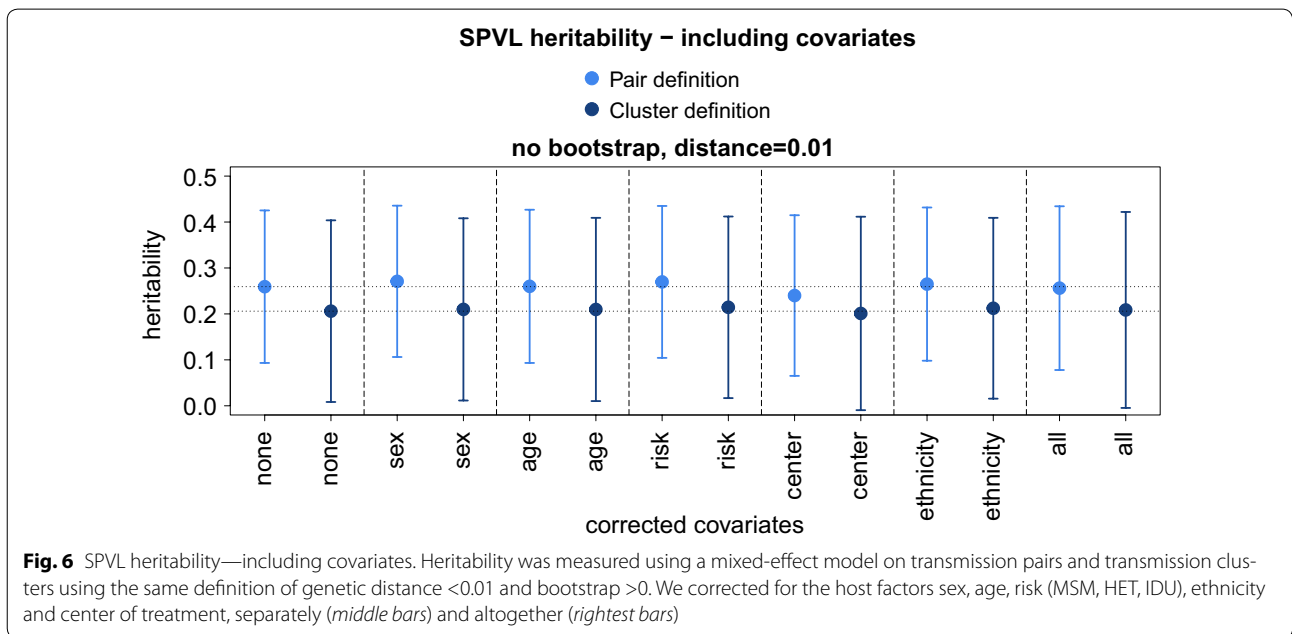 SPVL heritability − including covariates
Pair definition
Cluster definition
no bootstrap, distance=0.01
heritability
0.5
0.4
0.3
0.2
0.1
0.0
none none sex sex age age risk risk center center ethnicity ethnicity all all
corrected covariates
Fig. 6 SPVL heritability—including covariates. Heritability was measured using a mixed-effect model on transmission pairs and transmission clus-
ters using the same definition of genetic distance <0.01 and bootstrap >0. We corrected for the host factors sex, age, risk (MSM, HET, IDU), ethnicity
and center of treatment, separately (middle bars) and altogether (rightest bars)